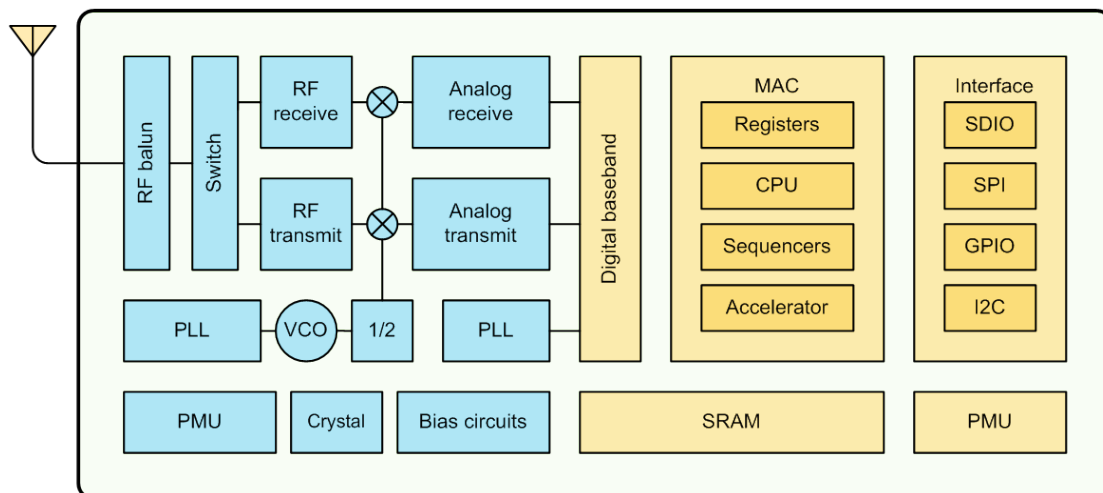 RF balun
Switch
RF
receive
Analog
receive
RF
transmit
Analog
transmit
PLL
VCO
1/2
PLL
Digital baseband
MAC
Registers
CPU
Sequencers
Accelerator
Interface
SDIO
SPI
GPIO
I2C
PMU
Crystal
Bias circuits
SRAM
PMU